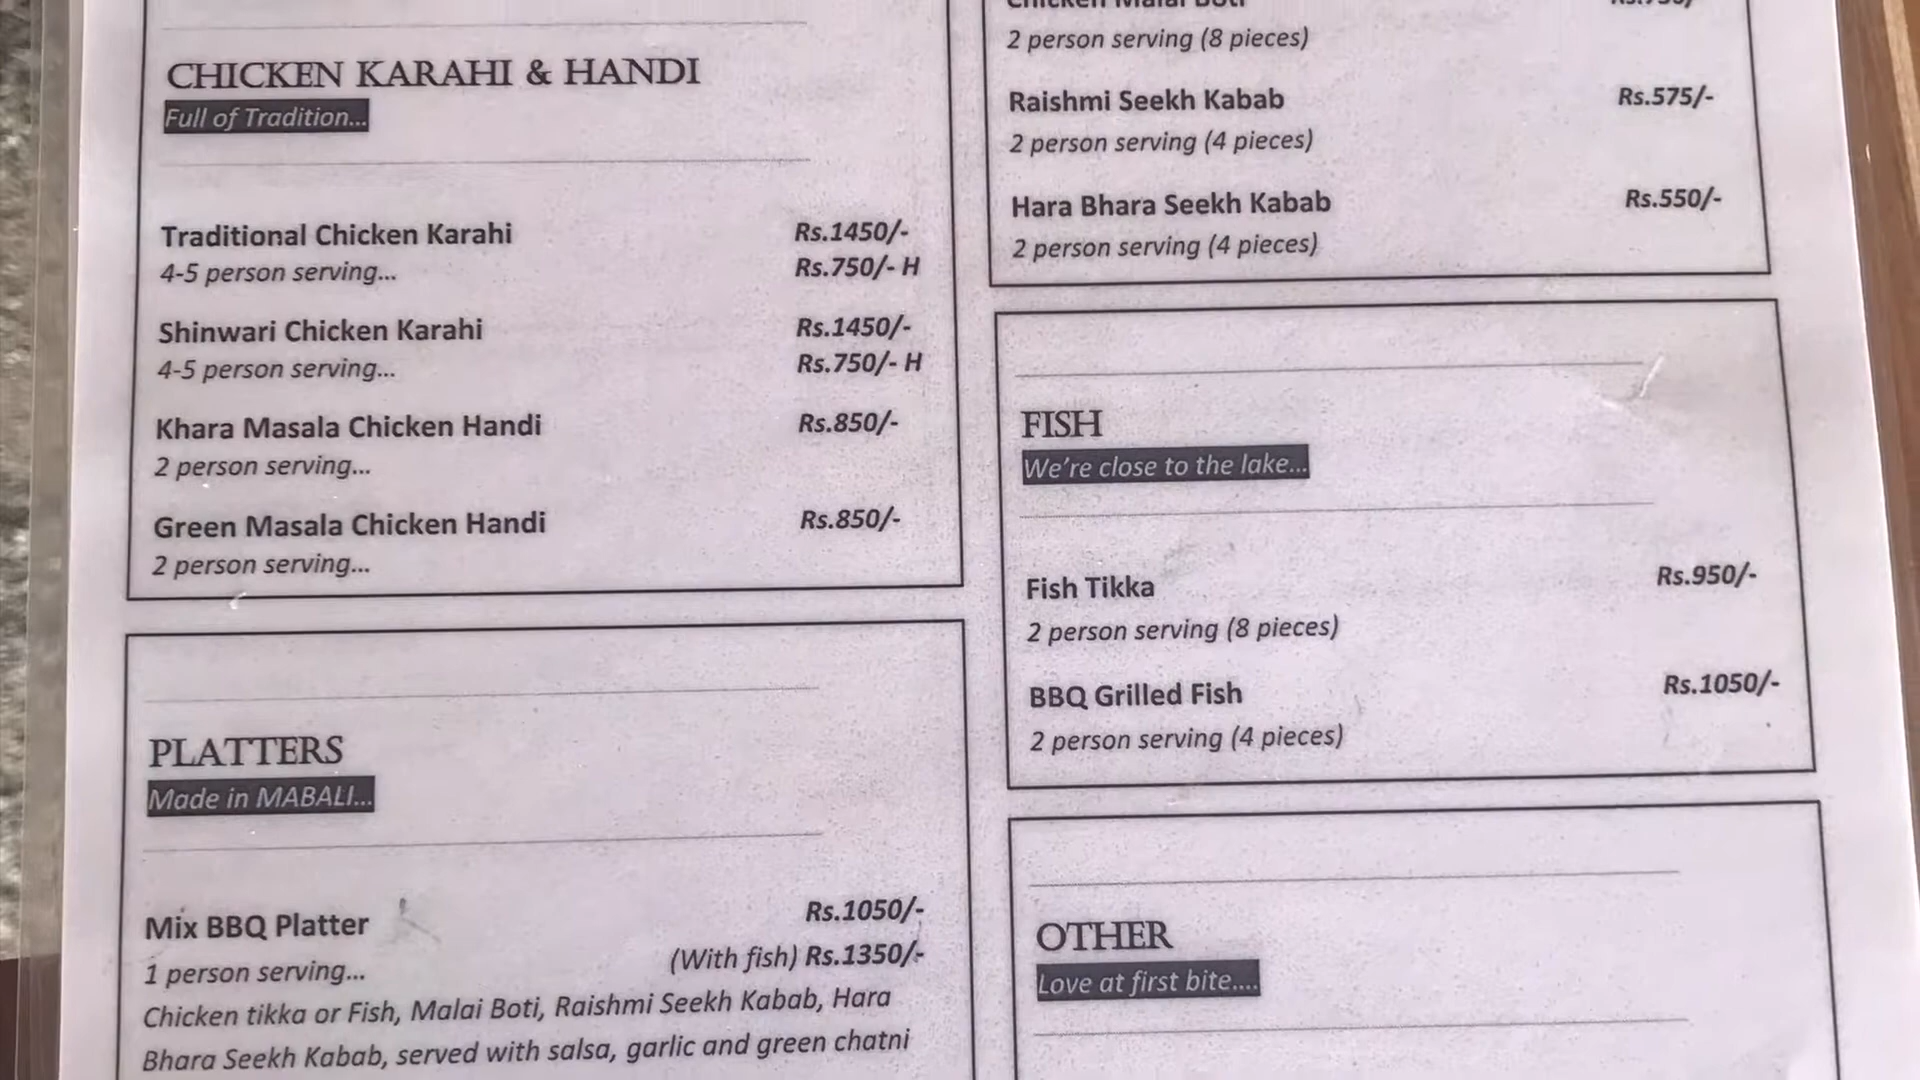 CHICKEN KARAHI & HANDI
Full of Tradition...
Traditional Chicken Karahi Rs.1450/-
4-5 person serving... Rs.750/- H
Shinwari Chicken Karahi Rs.1450/-
4-5 person serving... Rs.750/- H
Khara Masala Chicken Handi Rs.850/-
2 person serving...
Green Masala Chicken Handi Rs.850/-
2 person serving...
PLATTERS
Made in MABALI...
Mix BBQ Platter Rs.1050/-
1 person serving... (With fish) Rs.1350/-
Chicken tikka or Fish, Malai Boti, Raishmi Seekh Kabab, Hara
Bhara Seekh Kabab, served with salsa, garlic and green chatni
Chicken Malai Boti
2 person serving (8 pieces)
Raishmi Seekh Kabab Rs.575/-
2 person serving (4 pieces)
Hara Bhara Seekh Kabab Rs.550/-
2 person serving (4 pieces)
FISH
We're close to the lake...
Fish Tikka Rs.950/-
2 person serving (8 pieces)
BBQ Grilled Fish Rs.1050/-
2 person serving (4 pieces)
OTHER
Love at first bite....